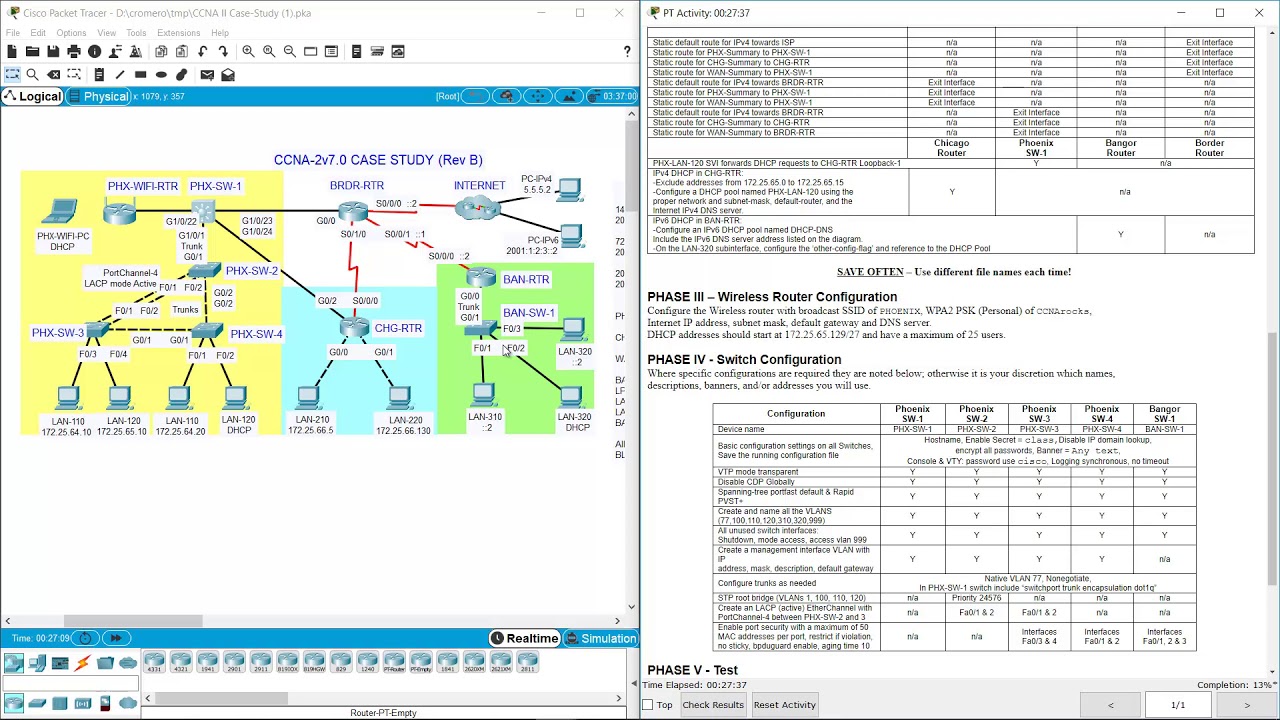 Cisco Packet Tracer - D:\cromero\tmp\CCNA II Case-Study (1).pka
File Edit Options View Tools Extensions Help
Logical Physical x: 1079, y: 357 [Root] 03:37:00
CCNA-2v7.0 CASE STUDY (Rev B)
PHX-WIFI-RTR
PHX-SW-1
BRDR-RTR
INTERNET
PC-IPv4
5.5.5.2
S0/0/0 ::2
PHX-WIFI-PC
DHCP
G1/0/22
G1/0/23
G1/0/24
G0/0
S0/1/0
S0/0/1 ::1
PC-IPv6
2001:1:2:3::2
G1/0/1
Trunk
G0/1
S0/0/0 ::2
PortChannel-4
LACP mode Active
PHX-SW-2
BAN-RTR
F0/1 F0/2
G0/2
G0/2
G0/0
Trunk
G0/1
F0/1 F0/2
Trunks
G0/2
S0/0/0
BAN-SW-1
PHX-SW-3
PHX-SW-4
CHG-RTR
F0/3
G0/1 G0/1
F0/3 F0/4
F0/1 F0/2
G0/0
G0/1
F0/1
F0/2
LAN-320
::2
LAN-110
172.25.64.10
LAN-120
172.25.65.10
LAN-110
172.25.64.20
LAN-120
DHCP
LAN-210
172.25.66.5
LAN-220
172.25.66.130
LAN-310
::2
LAN-320
DHCP
Time: 00:27:09
Realtime Simulation
4331 4321 1941 2901 2911 819IOX 819HGW 829 1240 PT-Router PT-Empty 1841 2620XM 2621XM 2811
Router-PT-Empty
PT Activity: 00:27:37
Static default route for IPv4 towards ISP n/a n/a n/a Exit Interface
Static route for PHX-Summary to PHX-SW-1 n/a n/a n/a Exit Interface
Static route for CHG-Summary to CHG-RTR n/a n/a n/a Exit Interface
Static route for WAN-Summary to PHX-SW-1 n/a n/a n/a Exit Interface
Static default route for IPv4 towards BRDR-RTR Exit Interface n/a n/a n/a
Static route for PHX-Summary to PHX-SW-1 Exit Interface n/a n/a n/a
Static route for WAN-Summary to PHX-SW-1 Exit Interface n/a n/a n/a
Static default route for IPv4 towards BRDR-RTR n/a Exit Interface n/a n/a
Static route for CHG-Summary to CHG-RTR n/a Exit Interface n/a n/a
Static route for WAN-Summary to BRDR-RTR n/a Exit Interface n/a n/a
Chicago Phoenix Bangor Border
Router SW-1 Router Router
PHX-LAN-120 SVI forwards DHCP requests to CHG-RTR Loopback-1 Y n/a
IPv4 DHCP in CHG-RTR:
-Exclude addresses from 172.25.65.0 to 172.25.65.15
-Configure a DHCP pool named PHX-LAN-120 using the Y n/a
proper network and subnet-mask, default-router, and the
Internet IPv4 DNS server.
IPv6 DHCP in BAN-RTR
-Configure an IPv6 DHCP pool named DHCP-DNS
Include the IPv6 DNS server address listed on the diagram. n/a Y n/a
-On the LAN-320 subinterface, configure the 'other-config-flag' and reference to the DHCP Pool
SAVE OFTEN – Use different file names each time!
PHASE III – Wireless Router Configuration
Configure the Wireless router with broadcast SSID of PHOENIX, WPA2 PSK (Personal) of CCNArocks,
Internet IP address, subnet mask, default gateway and DNS server.
DHCP addresses should start at 172.25.65.129/27 and have a maximum of 25 users.
PHASE IV - Switch Configuration
Where specific configurations are required they are noted below; otherwise it is your discretion which names,
descriptions, banners, and/or addresses you will use.
Configuration Phoenix SW-1 Phoenix SW-2 Phoenix SW-3 Phoenix SW-4 Bangor SW-1
Device name PHX-SW-1 PHX-SW-2 PHX-SW-3 PHX-SW-4 BAN-SW-1
Basic configuration settings on all Switches,
Save the running configuration file
Hostname, Enable Secret = class, Disable IP domain lookup,
encrypt all passwords, Banner = Any text,
Console & VTY: password use cisco, Logging synchronous, no timeout
VTP mode transparent Y Y Y Y Y
Disable CDP Globally Y Y Y Y Y
Spanning-tree portfast default & Rapid
PVST+ Y Y Y Y Y
Create and name all the VLANS
(77,100,110,120,310,320,999) Y Y Y Y Y
All unused switch interfaces:
Shutdown, mode access, access vlan 999 Y Y Y Y Y
Create a management interface VLAN with
IP Y Y Y Y n/a
address, mask, description, default gateway
Configure trunks as needed
Native VLAN 77, Nonegotiate,
In PHX-SW-1 switch include "switchport trunk encapsulation dot1q"
STP root bridge (VLANs 1, 100, 110, 120) n/a Priority 24576 n/a n/a n/a
Create an LACP (active) EtherChannel with
PortChannel-4 between PHX-SW-2 and 3 n/a Fa0/1 & 2 Fa0/1 & 2 n/a n/a
Enable port security with a maximum of 50
MAC addresses per port, restrict if violation,
no sticky, bpduguard enable, aging time 10
n/a n/a Interfaces Fa0/3 & 4 Interfaces Fa0/1 & 2 Interfaces Fa0/1, 2 & 3
PHASE V - Test
Time Elapsed: 00:27:37 Completion: 13%
Top Check Results Reset Activity < 1/1 >